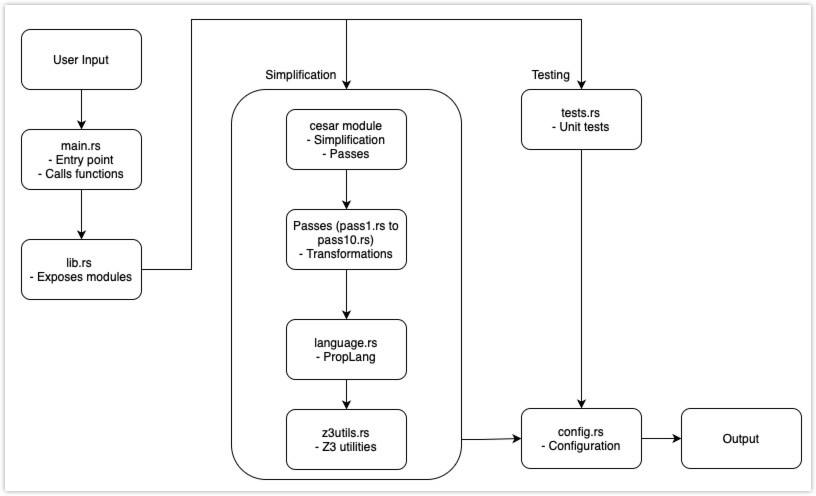 User Input
main.rs
- Entry point
- Calls functions
lib.rs
- Exposes modules
Simplification
cesar module
- Simplification
- Passes
Passes (pass1.rs to
pass10.rs)
- Transformations
language.rs
- PropLang
z3utils.rs
- Z3 utilities
Testing
tests.rs
- Unit tests
config.rs
- Configuration
Output